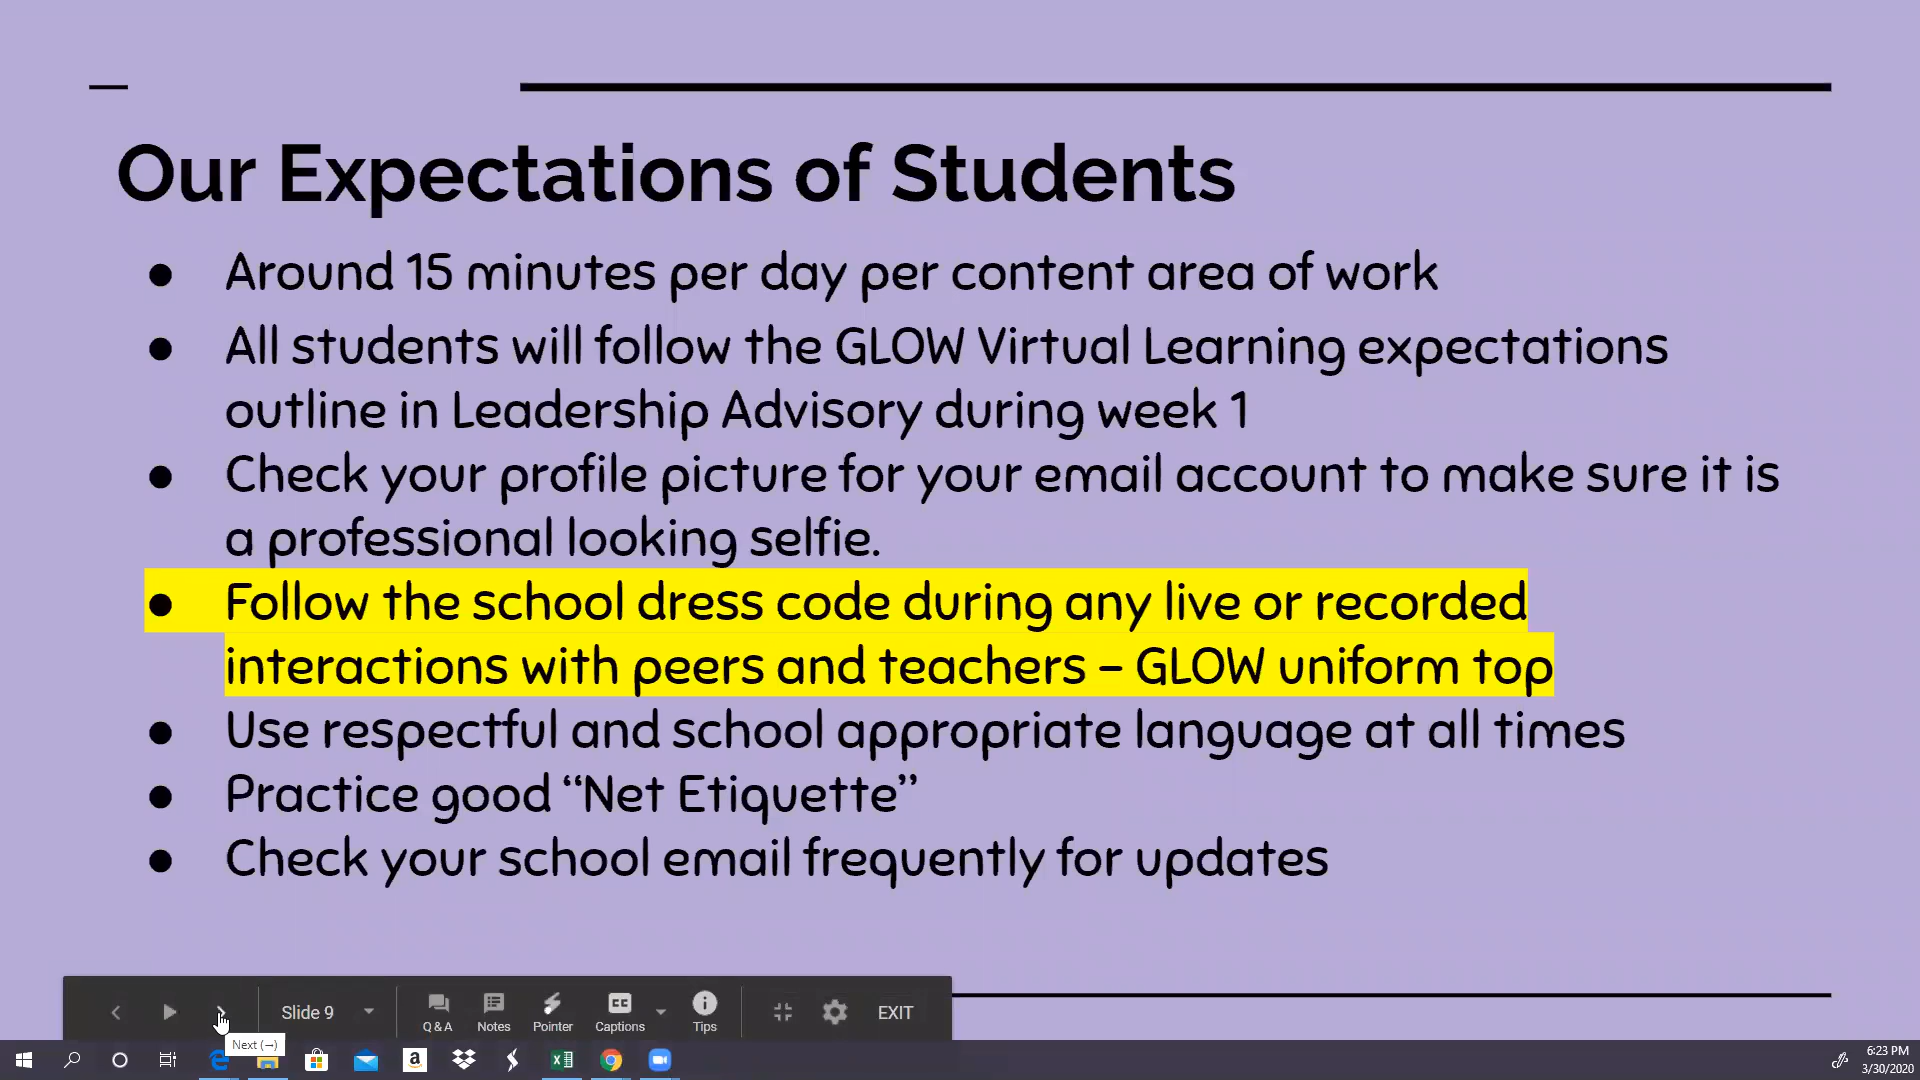 Our Expectations of Students
● Around 15 minutes per day per content area of work
● All students will follow the GLOW Virtual Learning expectations
outline in Leadership Advisory during week 1
● Check your profile picture for your email account to make sure it is
a professional looking selfie.
● Follow the school dress code during any live or recorded
interactions with peers and teachers – GLOW uniform top
● Use respectful and school appropriate language at all times
● Practice good “Net Etiquette”
● Check your school email frequently for updates
Slide 9 Q & A Notes Pointer CC Captions Tips EXIT
Next (→)
6:23 PM
3/30/2020